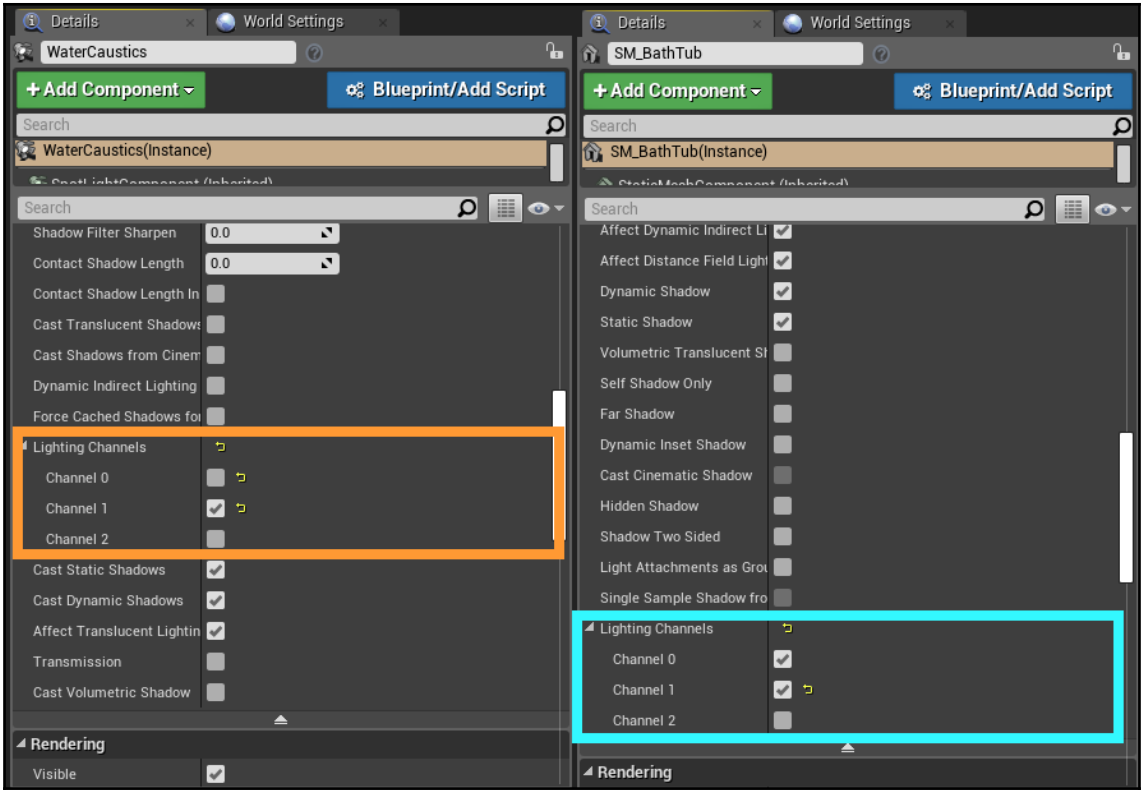 Details
World Settings
WaterCaustics
+Add Component
Blueprint/Add Script
Search
WaterCaustics(Instance)
SpotLightComponent (Inherited)
Search
Shadow Filter Sharpen 0.0
Contact Shadow Length 0.0
Contact Shadow Length In
Cast Translucent Shadows
Cast Shadows from Cinem
Dynamic Indirect Lighting
Force Cached Shadows for
Lighting Channels
Channel 0
Channel 1
Channel 2
Cast Static Shadows
Cast Dynamic Shadows
Affect Translucent Lightin
Transmission
Cast Volumetric Shadow
Rendering
Visible
Details
World Settings
SM_BathTub
+Add Component
Blueprint/Add Script
Search
SM_BathTub(Instance)
StaticMeshComponent (Inherited)
Search
Affect Dynamic Indirect Li
Affect Distance Field Light
Dynamic Shadow
Static Shadow
Volumetric Translucent Sh
Self Shadow Only
Far Shadow
Dynamic Inset Shadow
Cast Cinematic Shadow
Hidden Shadow
Shadow Two Sided
Light Attachments as Grou
Single Sample Shadow fro
Lighting Channels
Channel 0
Channel 1
Channel 2
Rendering